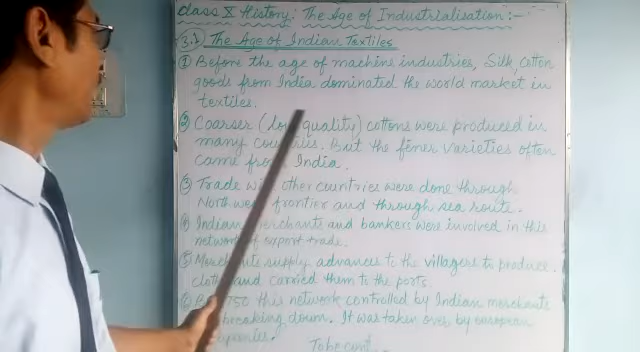 Class X History: The Age of Industrialisation:-
3.1 The Age of Indian Textiles
① Before the age of machine industries, Silk, cotton
goods from India dominated the world market in
textiles.
② Coarser (low quality) cottons were produced in
many countries. But the finer varieties often
came from India.
③ Trade with other countries were done through
North-west frontier and through sea route.
④ Indian merchants and bankers were involved in this
network of export trade.
⑤ Merchants supply advances to the villagers to produce
cloth and carried them to the ports.
⑥ 1750 this network controlled by Indian merchants
breaking down. It was taken over by european
companies.
To be cont...